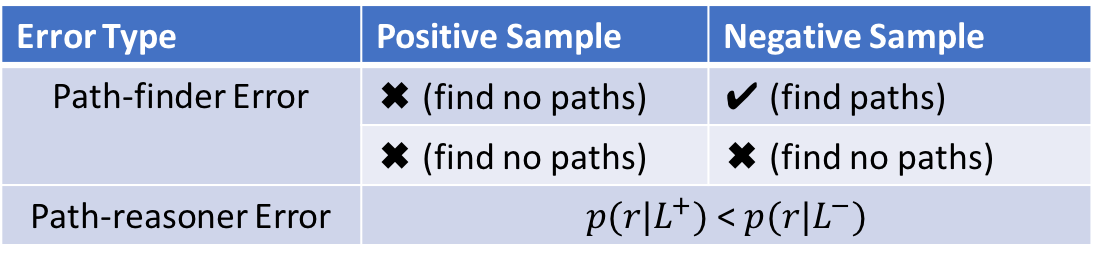 Error Type Positive Sample Negative Sample
Path-finder Error ✖ (find no paths) ✔ (find paths)
✖ (find no paths) ✖ (find no paths)
Path-reasoner Error p(r|L⁺) < p(r|L⁻)